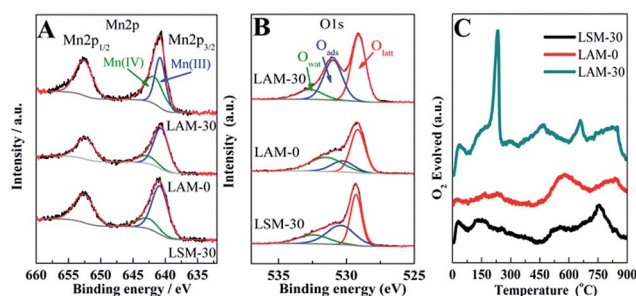 A
Mn2p
Mn2p1/2
Mn2p3/2
Mn(IV)
Mn(III)
LAM-30
LAM-0
LSM-30
Intensity / a.u.
660 655 650 645 640 635
Binding energy / eV
B
O1s
Oads
Olatt
Owat
LAM-30
LAM-0
LSM-30
Intensity (a.u.)
535 530 525
Binding energy (eV)
C
LSM-30
LAM-0
LAM-30
O2 Evolved (a.u.)
0 150 300 450 600 750 900
Temperature (°C)